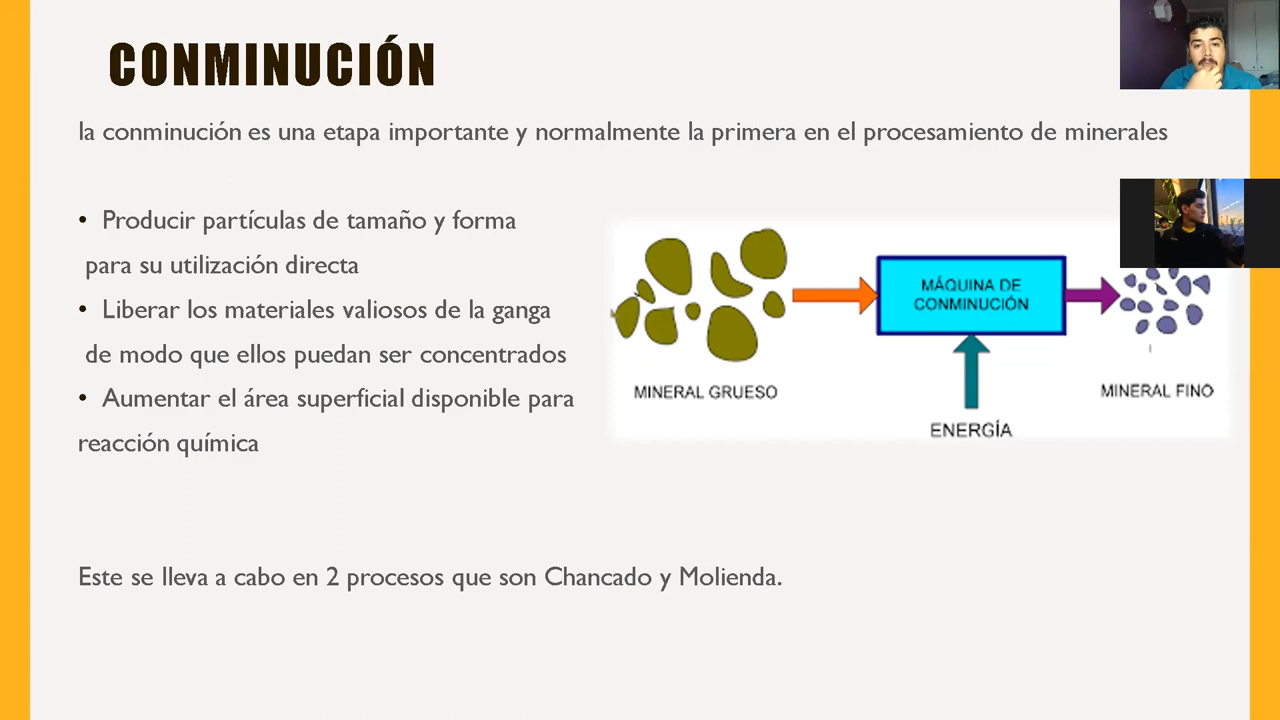 CONMINUCIÓN
la conminución es una etapa importante y normalmente la primera en el procesamiento de minerales
• Producir partículas de tamaño y forma
para su utilización directa
• Liberar los materiales valiosos de la ganga
de modo que ellos puedan ser concentrados
• Aumentar el área superficial disponible para
reacción química
MÁQUINA DE
CONMINUCIÓN
MINERAL GRUESO
MINERAL FINO
ENERGÍA
Este se lleva a cabo en 2 procesos que son Chancado y Molienda.